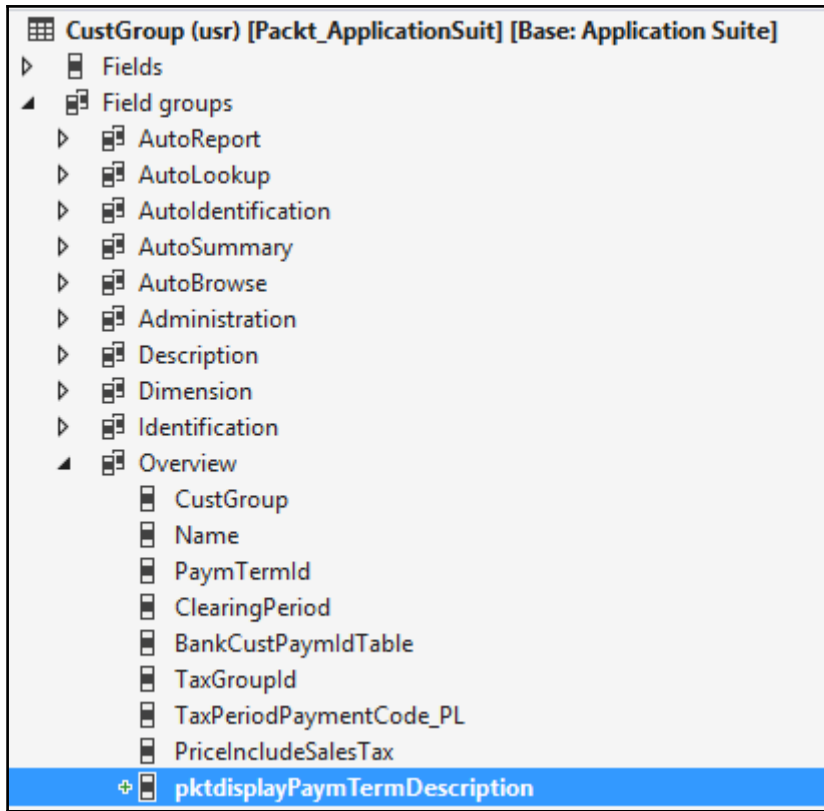 CustGroup (usr) [Packt_ApplicationSuit] [Base: Application Suite]
Fields
Field groups
AutoReport
AutoLookup
AutoIdentification
AutoSummary
AutoBrowse
Administration
Description
Dimension
Identification
Overview
CustGroup
Name
PaymTermId
ClearingPeriod
BankCustPaymIdTable
TaxGroupId
TaxPeriodPaymentCode_PL
PriceIncludeSalesTax
pktdisplayPaymTermDescription